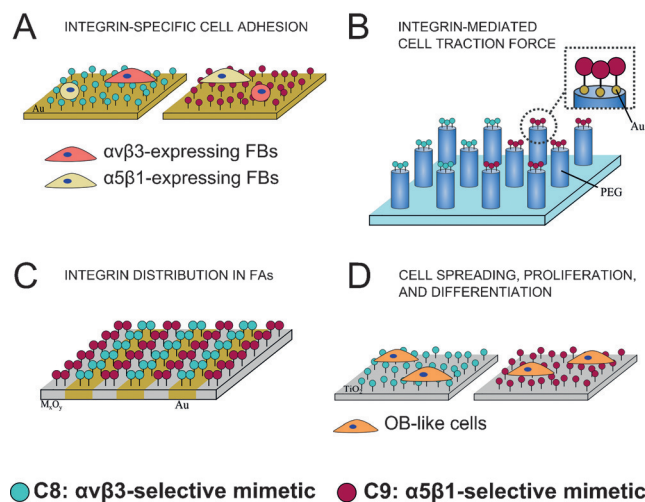 A INTEGRIN-SPECIFIC CELL ADHESION
Au
αvβ3-expressing FBs
α5β1-expressing FBs
B INTEGRIN-MEDIATED
CELL TRACTION FORCE
Au
PEG
C INTEGRIN DISTRIBUTION IN FAs
MxOy
Au
D CELL SPREADING, PROLIFERATION,
AND DIFFERENTIATION
TiO2
OB-like cells
C8: αvβ3-selective mimetic
C9: α5β1-selective mimetic